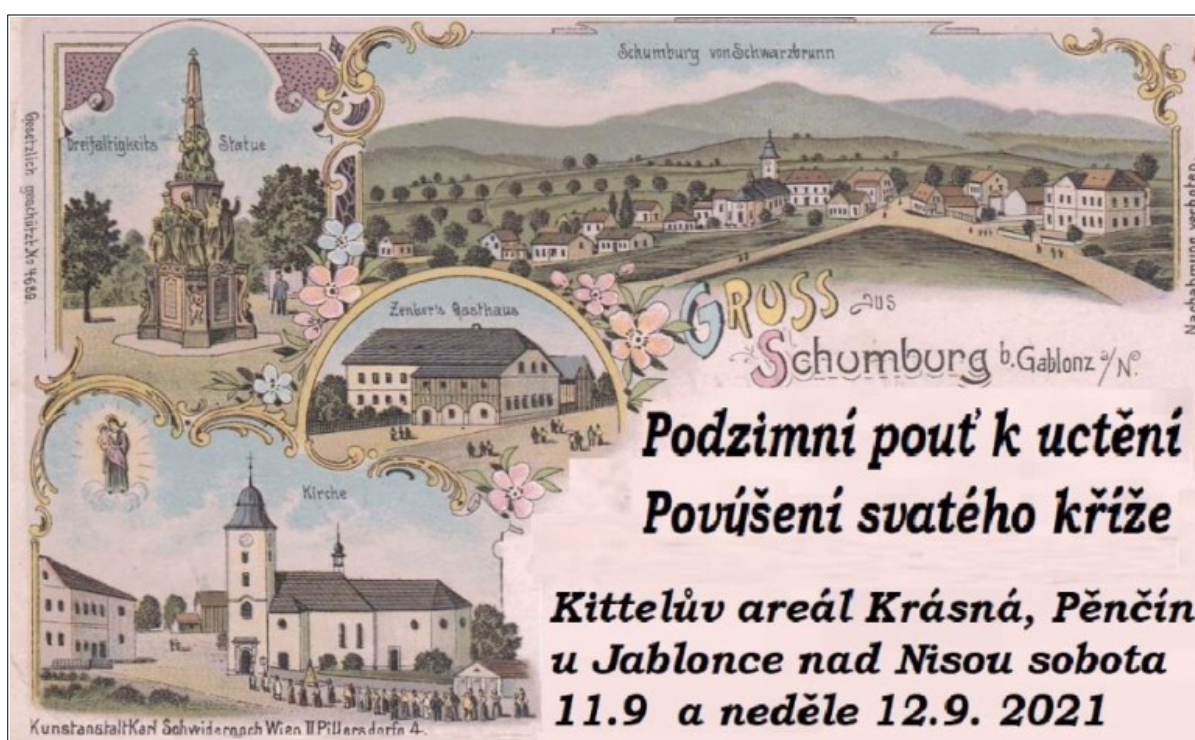 Schumburg von Schwarzbrunn
Dreifaltigkeits Statue
Gesetzlich geschützt No 4680
Nachahmung verboten
Zenker's Gasthaus
GRUSS aus
Schumburg b. Gablonz a/N.
Kirche
Podzimní pouť k uctění
Povýšení svatého kříže
Kittelův areál Krásná, Pěnčín
u Jablonce nad Nisou sobota
11.9 a neděle 12.9. 2021
Kunstanstalt Karl Schwidernoch Wien II Pillersdorfg 4.